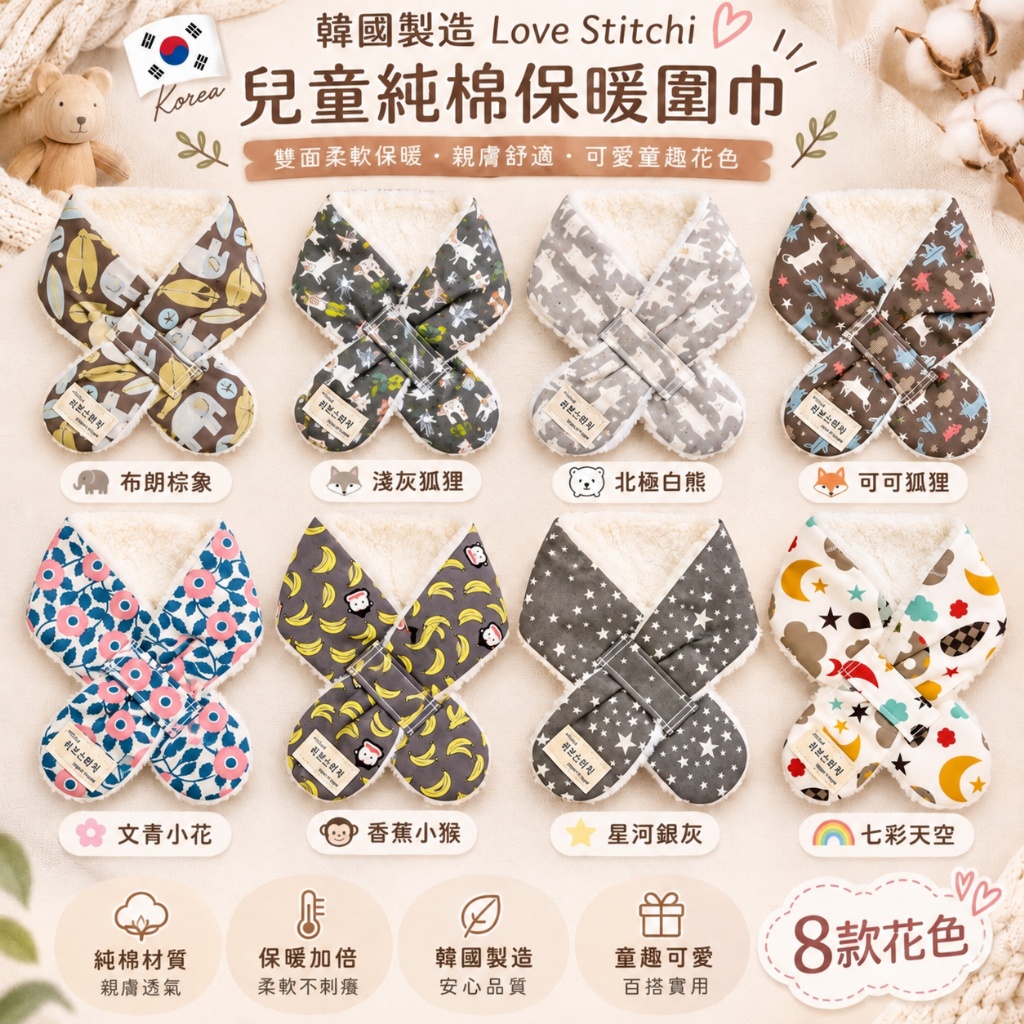 Korea
韓國製造 Love Stitchi
兒童純棉保暖圍巾
雙面柔軟保暖・親膚舒適・可愛童趣花色
布朗棕象
淺灰狐狸
北極白熊
可可狐狸
文青小花
香蕉小猴
星河銀灰
七彩天空
純棉材質
親膚透氣
保暖加倍
柔軟不刺癢
韓國製造
安心品質
童趣可愛
百搭實用
8款花色